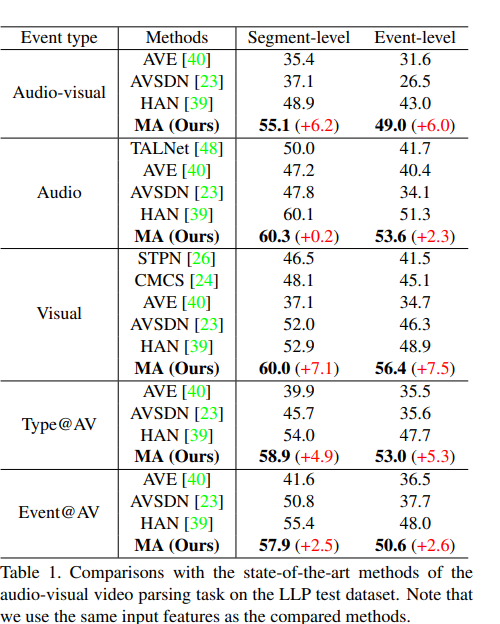 Event type Methods Segment-level Event-level
Audio-visual
AVE [40] 35.4 31.6
AVSDN [23] 37.1 26.5
HAN [39] 48.9 43.0
MA (Ours) 55.1 (+6.2) 49.0 (+6.0)
Audio
TALNet [48] 50.0 41.7
AVE [40] 47.2 40.4
AVSDN [23] 47.8 34.1
HAN [39] 60.1 51.3
MA (Ours) 60.3 (+0.2) 53.6 (+2.3)
Visual
STPN [26] 46.5 41.5
CMCS [24] 48.1 45.1
AVE [40] 37.1 34.7
AVSDN [23] 52.0 46.3
HAN [39] 52.9 48.9
MA (Ours) 60.0 (+7.1) 56.4 (+7.5)
Type@AV
AVE [40] 39.9 35.5
AVSDN [23] 45.7 35.6
HAN [39] 54.0 47.7
MA (Ours) 58.9 (+4.9) 53.0 (+5.3)
Event@AV
AVE [40] 41.6 36.5
AVSDN [23] 50.8 37.7
HAN [39] 55.4 48.0
MA (Ours) 57.9 (+2.5) 50.6 (+2.6)
Table 1. Comparisons with the state-of-the-art methods of the
audio-visual video parsing task on the LLP test dataset. Note that
we use the same input features as the compared methods.